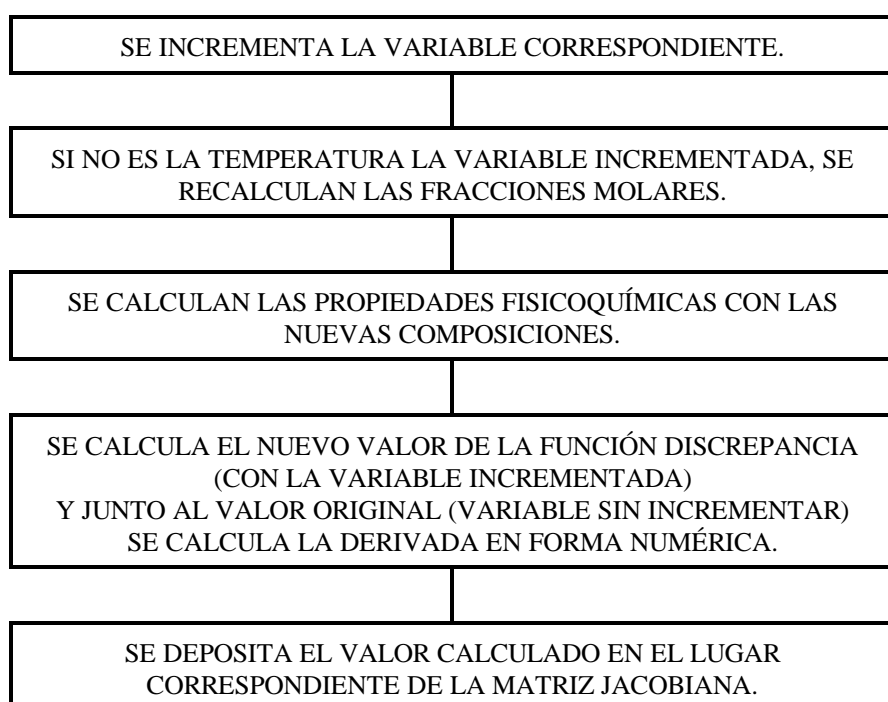 SE INCREMENTA LA VARIABLE CORRESPONDIENTE.
SI NO ES LA TEMPERATURA LA VARIABLE INCREMENTADA, SE
RECALCULAN LAS FRACCIONES MOLARES.
SE CALCULAN LAS PROPIEDADES FISICOQUÍMICAS CON LAS
NUEVAS COMPOSICIONES.
SE CALCULA EL NUEVO VALOR DE LA FUNCIÓN DISCREPANCIA
(CON LA VARIABLE INCREMENTADA)
Y JUNTO AL VALOR ORIGINAL (VARIABLE SIN INCREMENTAR)
SE CALCULA LA DERIVADA EN FORMA NUMÉRICA.
SE DEPOSITA EL VALOR CALCULADO EN EL LUGAR
CORRESPONDIENTE DE LA MATRIZ JACOBIANA.